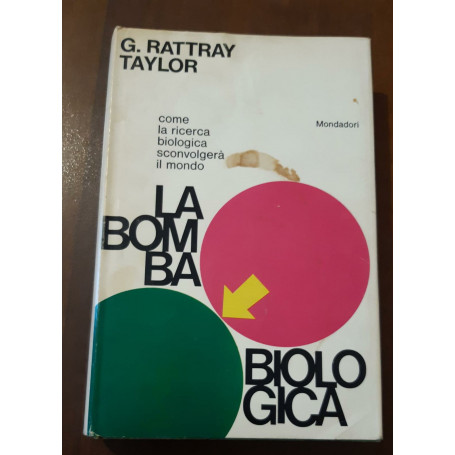 G. RATTRAY
TAYLOR
come
la ricerca
biologica
sconvolgerà
il mondo
Mondadori
LA
BOM
BA
BIOLO
GICA